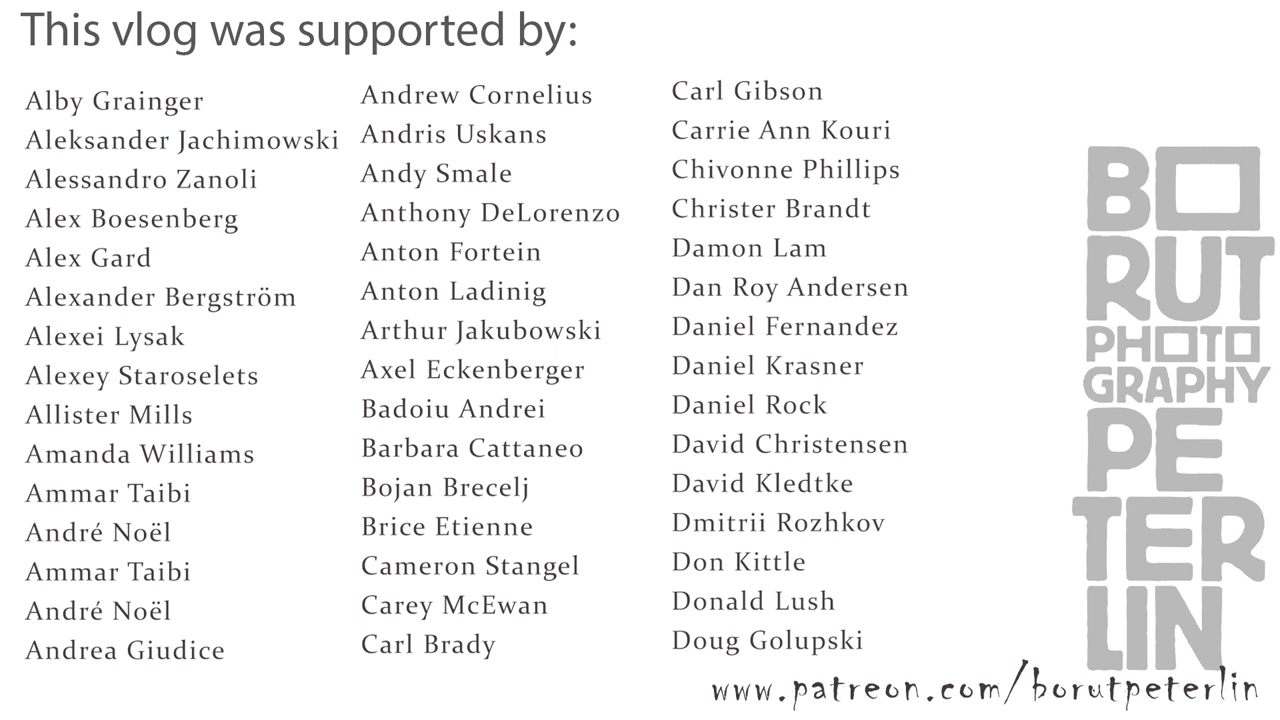 This vlog was supported by:
Alby Grainger
Aleksander Jachimowski
Alessandro Zanoli
Alex Boesenberg
Alex Gard
Alexander Bergström
Alexei Lysak
Alexey Staroselets
Allister Mills
Amanda Williams
Ammar Taibi
André Noël
Ammar Taibi
André Noël
Andrea Giudice
Andrew Cornelius
Andris Uskans
Andy Smale
Anthony DeLorenzo
Anton Fortein
Anton Ladinig
Arthur Jakubowski
Axel Eckenberger
Badoiu Andrei
Barbara Cattaneo
Bojan Brecelj
Brice Etienne
Cameron Stangel
Carey McEwan
Carl Brady
Carl Gibson
Carrie Ann Kouri
Chivonne Phillips
Christer Brandt
Damon Lam
Dan Roy Andersen
Daniel Fernandez
Daniel Krasner
Daniel Rock
David Christensen
David Kledtke
Dmitrii Rozhkov
Don Kittle
Donald Lush
Doug Golupski
BO
RUT
PHOTO
GRAPHY
PE
TER
LIN
www.patreon.com/borutpeterlin